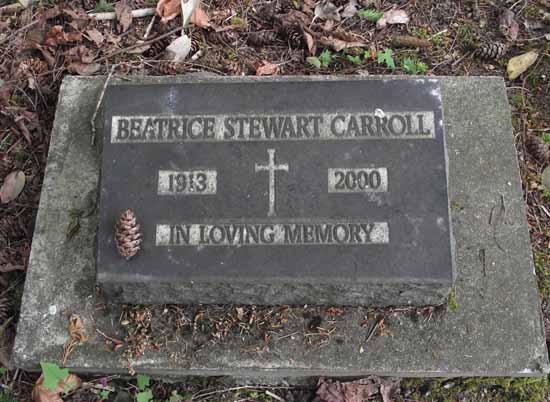 BEATRICE STEWART CARROLL
1913 2000
IN LOVING MEMORY